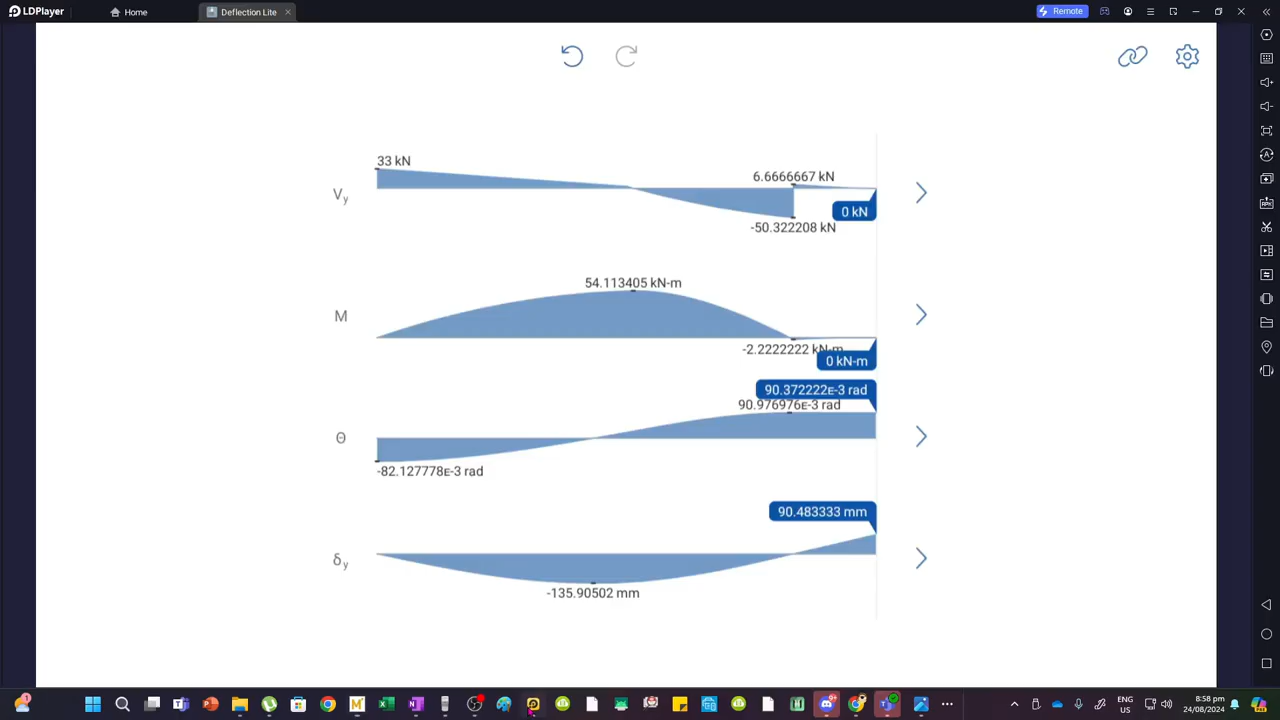 LDPlayer
Home
Deflection Lite
Remote
33 kN
6.6666667 kN
Vy
0 kN
-50.322208 kN
54.113405 kN-m
M
-2.2222222 kN-m
0 kN-m
90.372222E-3 rad
90.976976E-3 rad
Θ
-82.127778E-3 rad
90.483333 mm
δy
-135.90502 mm
ENG
US
8:58 pm
24/08/2024